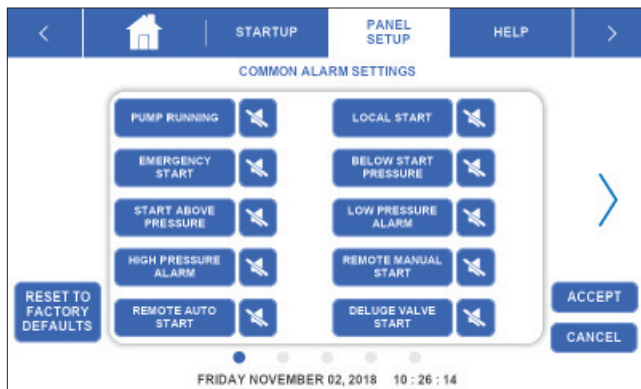 <
STARTUP
PANEL
SETUP
HELP
>
COMMON ALARM SETTINGS
PUMP RUNNING
LOCAL START
EMERGENCY
START
BELOW START
PRESSURE
START ABOVE
PRESSURE
LOW PRESSURE
ALARM
HIGH PRESSURE
ALARM
REMOTE MANUAL
START
REMOTE AUTO
START
DELUGE VALVE
START
RESET TO
FACTORY
DEFAULTS
ACCEPT
CANCEL
FRIDAY NOVEMBER 02, 2018 10 : 26 : 14